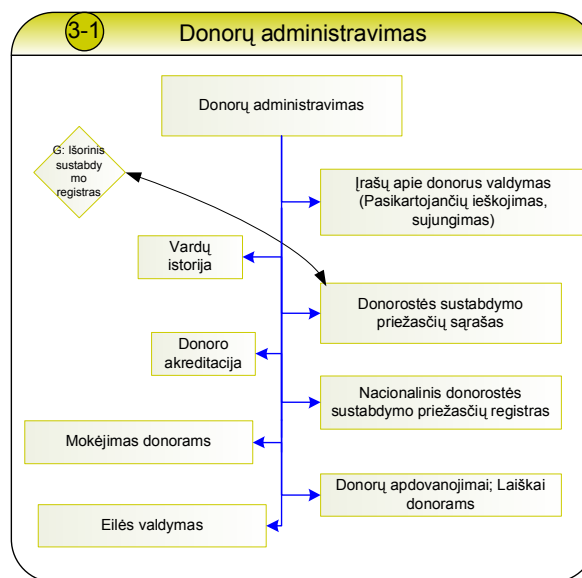 3-1
Donorų administravimas
Donorų administravimas
G: Išorinis
sustabdy
mo
registras
Įrašų apie donorus valdymas
(Pasikartojančių ieškojimas,
sujungimas)
Vardų
istorija
Donorostės sustabdymo
priežasčių sąrašas
Donoro
akreditacija
Nacionalinis donorostės
sustabdymo priežasčių registras
Mokėjimas donorams
Donorų apdovanojimai; Laiškai
donorams
Eilės valdymas